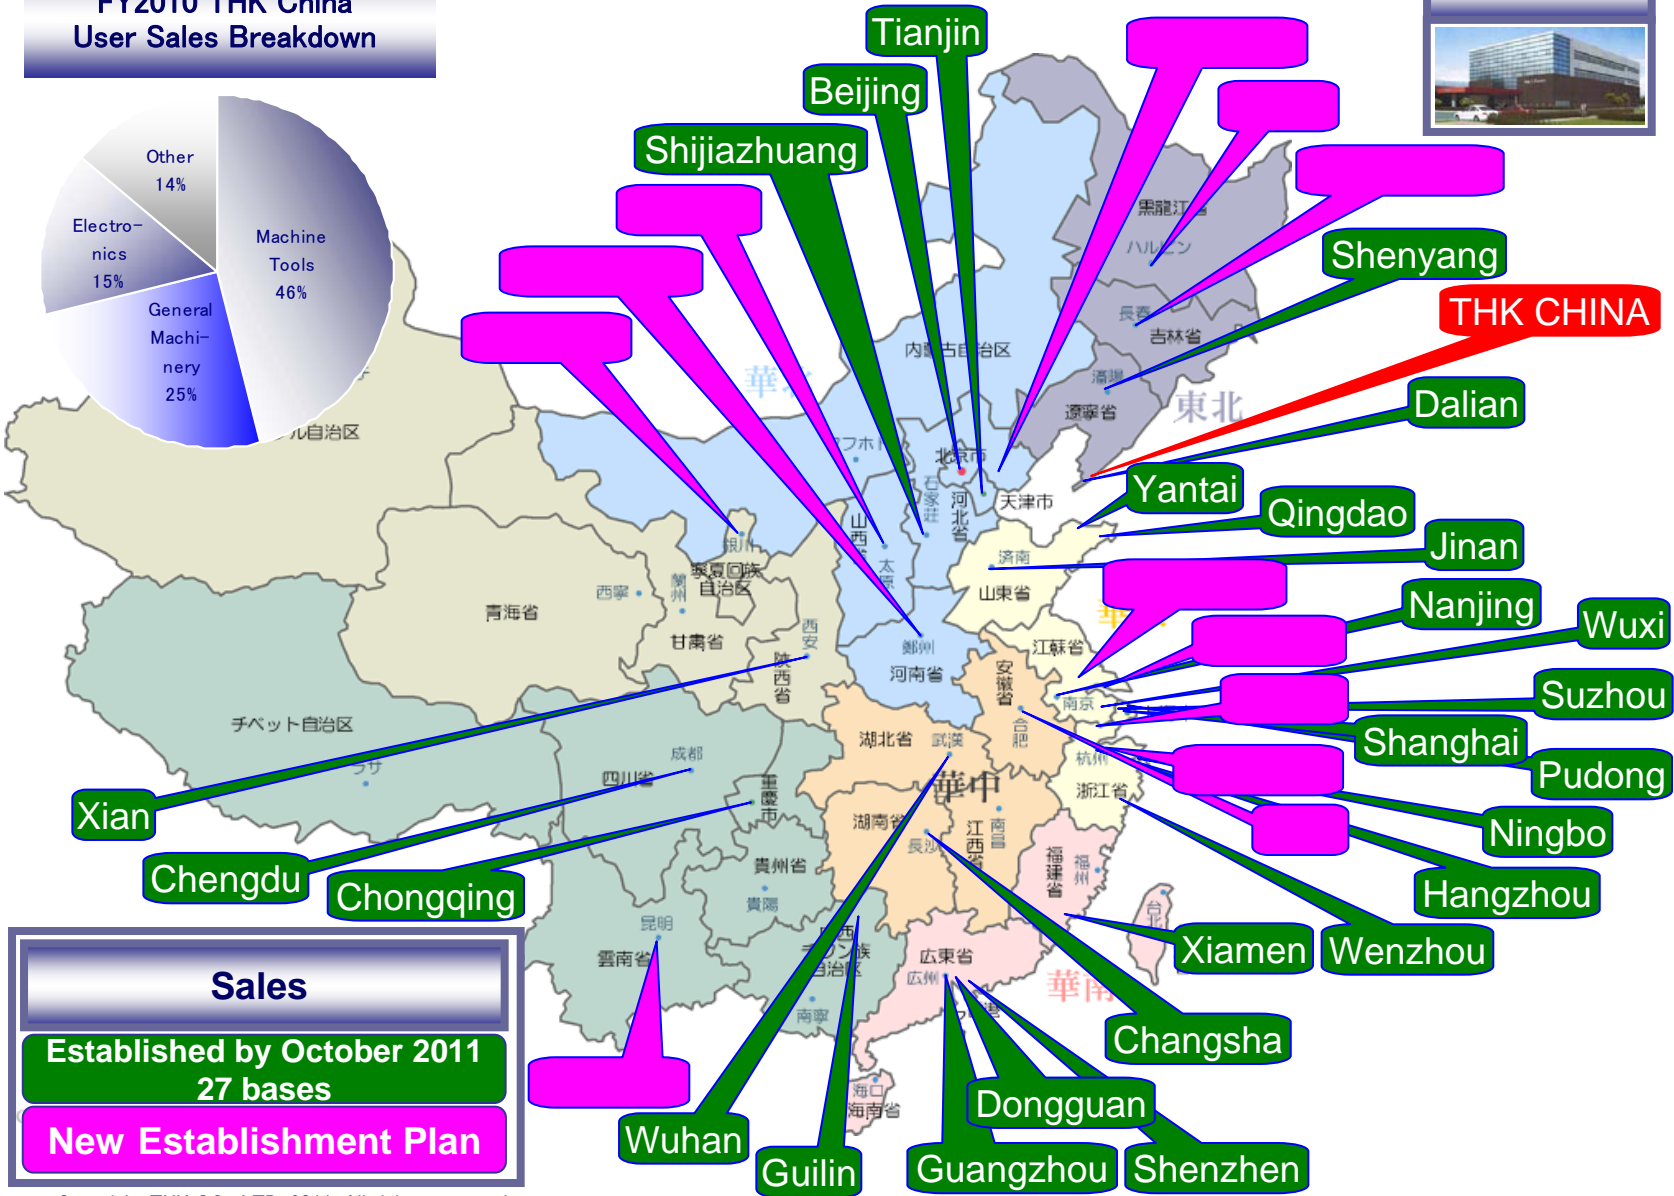 FY2010 THK China
User Sales Breakdown
Other
14%
Electro-
nics
15%
Machine
Tools
46%
General
Machi-
nery
25%
Tianjin
Beijing
Shijiazhuang
Shenyang
THK CHINA
Dalian
Yantai
Qingdao
Jinan
Nanjing
Wuxi
Suzhou
Shanghai
Pudong
Ningbo
Hangzhou
Wenzhou
Xiamen
Changsha
Shenzhen
Dongguan
Guangzhou
Guilin
Wuhan
Chongqing
Chengdu
Xian
黒龍江省
ハルビン
長春
吉林省
瀋陽
遼寧省
東北
内蒙古自治区
フフホト
北京市
天津市
石家荘
河北省
山西省
太原
済南
山東省
銀川
寧夏回族
自治区
西寧
蘭州
青海省
甘粛省
西安
陝西省
鄭州
河南省
江蘇省
安徽省
南京
合肥
ル自治区
チベット自治区
ラサ
成都
四川省
重慶市
湖北省
武漢
華中
杭州
浙江省
湖南省
長沙
江西省
南昌
福建省
福州
台北
貴州省
貴陽
昆明
雲南省
自治区
南寧
広東省
広州
華南
海口
海南省
Sales
Established by October 2011
27 bases
New Establishment Plan